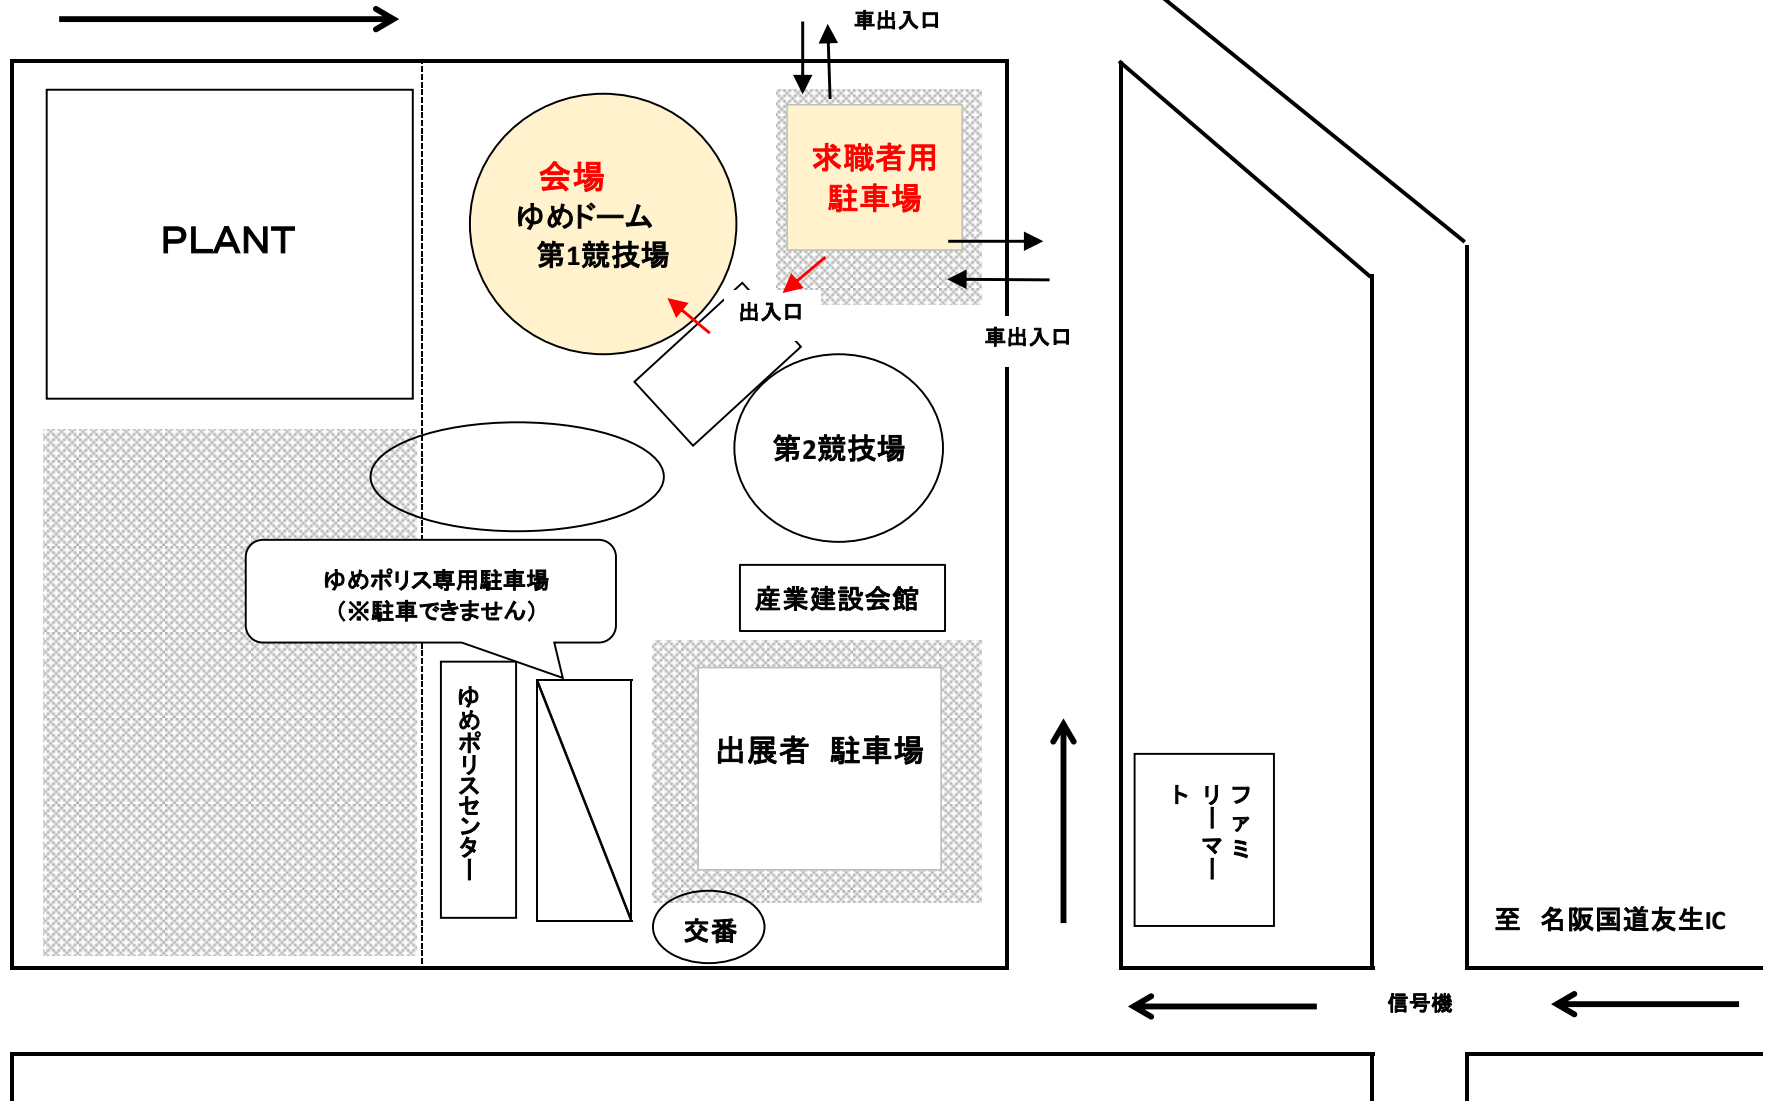 車出入口
会場
ゆめドーム
第1競技場
求職者用
駐車場
PLANT
出入口
車出入口
第2競技場
ゆめポリス専用駐車場
（※駐車できません）
産業建設会館
ゆめポリスセンター
出展者　駐車場
ファミ
リーマー
ト
交番
至　名阪国道友生IC
信号機